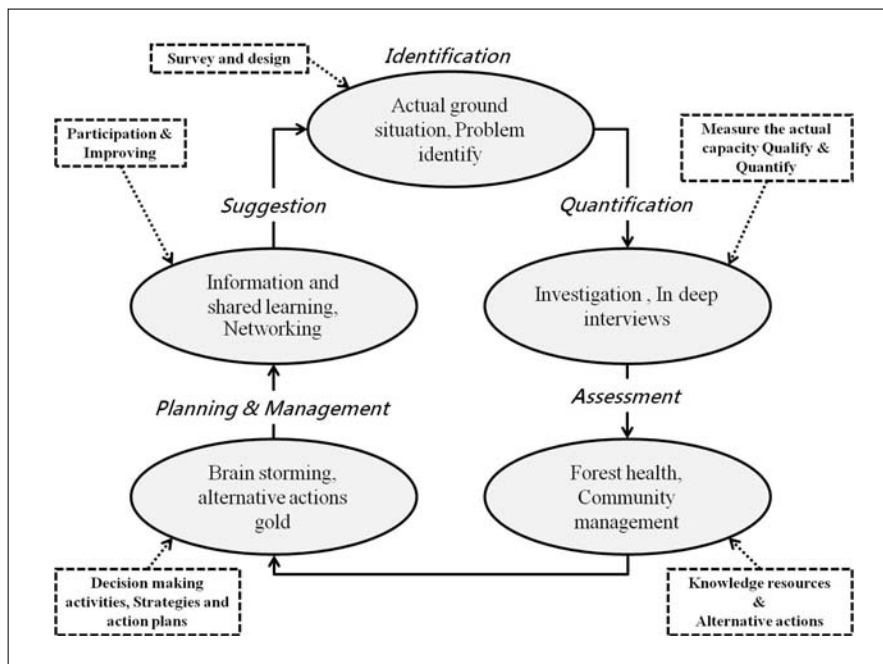 Identification
Survey and design
Actual ground
situation, Problem
identify
Participation &
Improving
Measure the actual
capacity Qualify &
Quantify
Suggestion
Quantification
Information and
shared learning,
Networking
Investigation , In deep
interviews
Planning & Management
Assessment
Brain storming,
alternative actions
gold
Forest health,
Community
management
Decision making
activities, Strategies and
action plans
Knowledge resources
&
Alternative actions